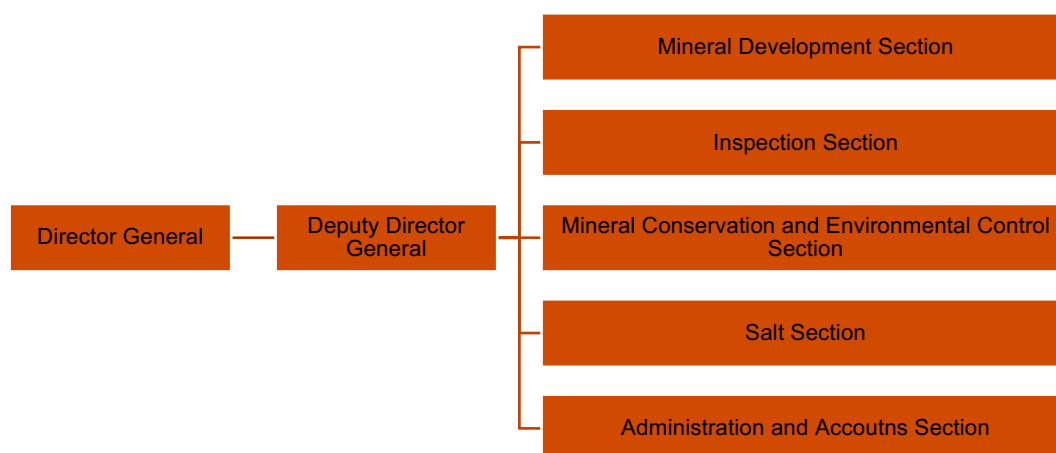 Mineral Development Section
Inspection Section
Director General
Deputy Director
General
Mineral Conservation and Environmental Control
Section
Salt Section
Administration and Accoutns Section